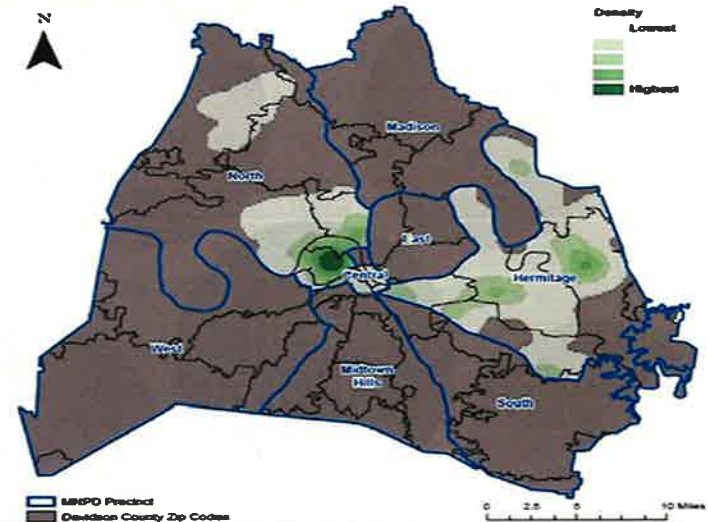 N
Density
Lowest
Highest
Madison
North
East
Central
Hermitage
West
Midtown
Hills
South
MNPD Precinct
Davidson County Zip Codes
0 2.5 5 10 Miles